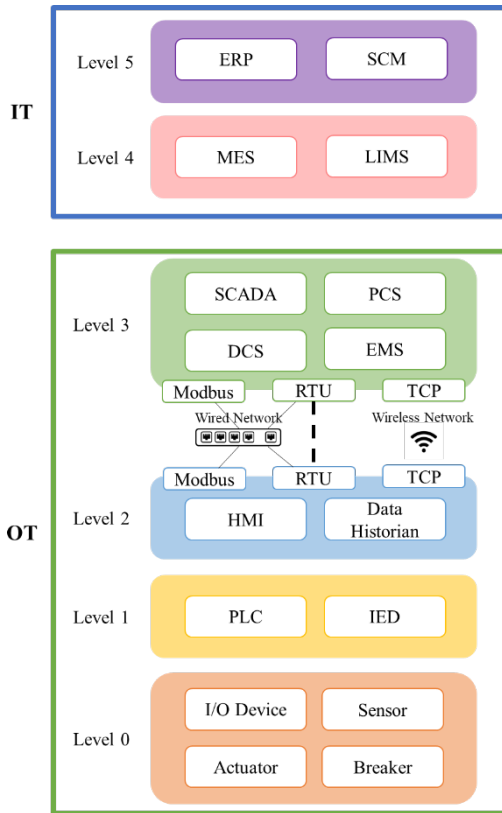 Level 5
ERP
SCM
IT
Level 4
MES
LIMS
SCADA
PCS
Level 3
DCS
EMS
Modbus
RTU
TCP
Wired Network
Wireless Network
Modbus
RTU
TCP
Level 2
HMI
Data
Historian
OT
Level 1
PLC
IED
I/O Device
Sensor
Level 0
Actuator
Breaker